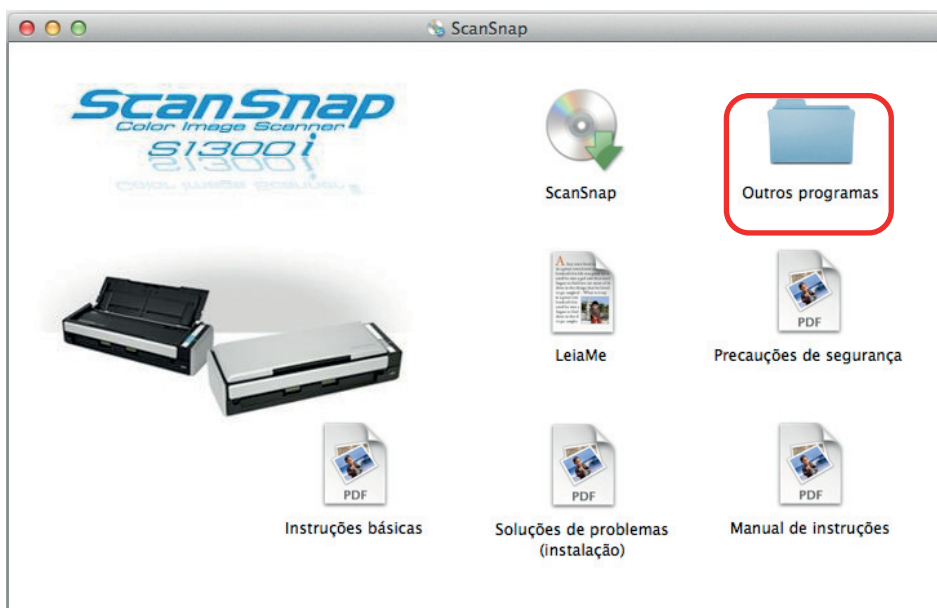 ScanSnap
ScanSnap
Color Image Scanner
S1300i
ScanSnap
Outros programas
LeiaMe
PDF
Precauções de segurança
PDF
PDF
PDF
Instruções básicas
Soluções de problemas
(instalação)
Manual de instruções